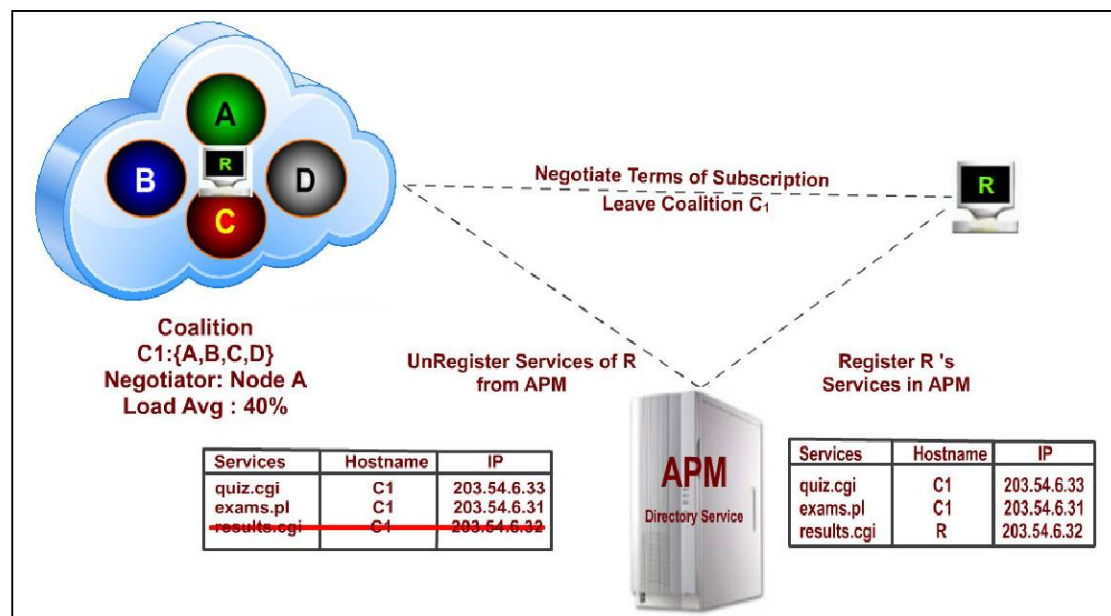 A
B
R
D
C
Negotiate Terms of Subscription
Leave Coalition C₁
R
Coalition
C1:{A,B,C,D}
Negotiator: Node A
Load Avg : 40%
UnRegister Services of R
from APM
Register R 's
Services in APM
Services Hostname IP
quiz.cgi C1 203.54.6.33
exams.pl C1 203.54.6.31
results.cgi C1 203.54.6.32
APM
Directory Service
Services Hostname IP
quiz.cgi C1 203.54.6.33
exams.pl C1 203.54.6.31
results.cgi R 203.54.6.32